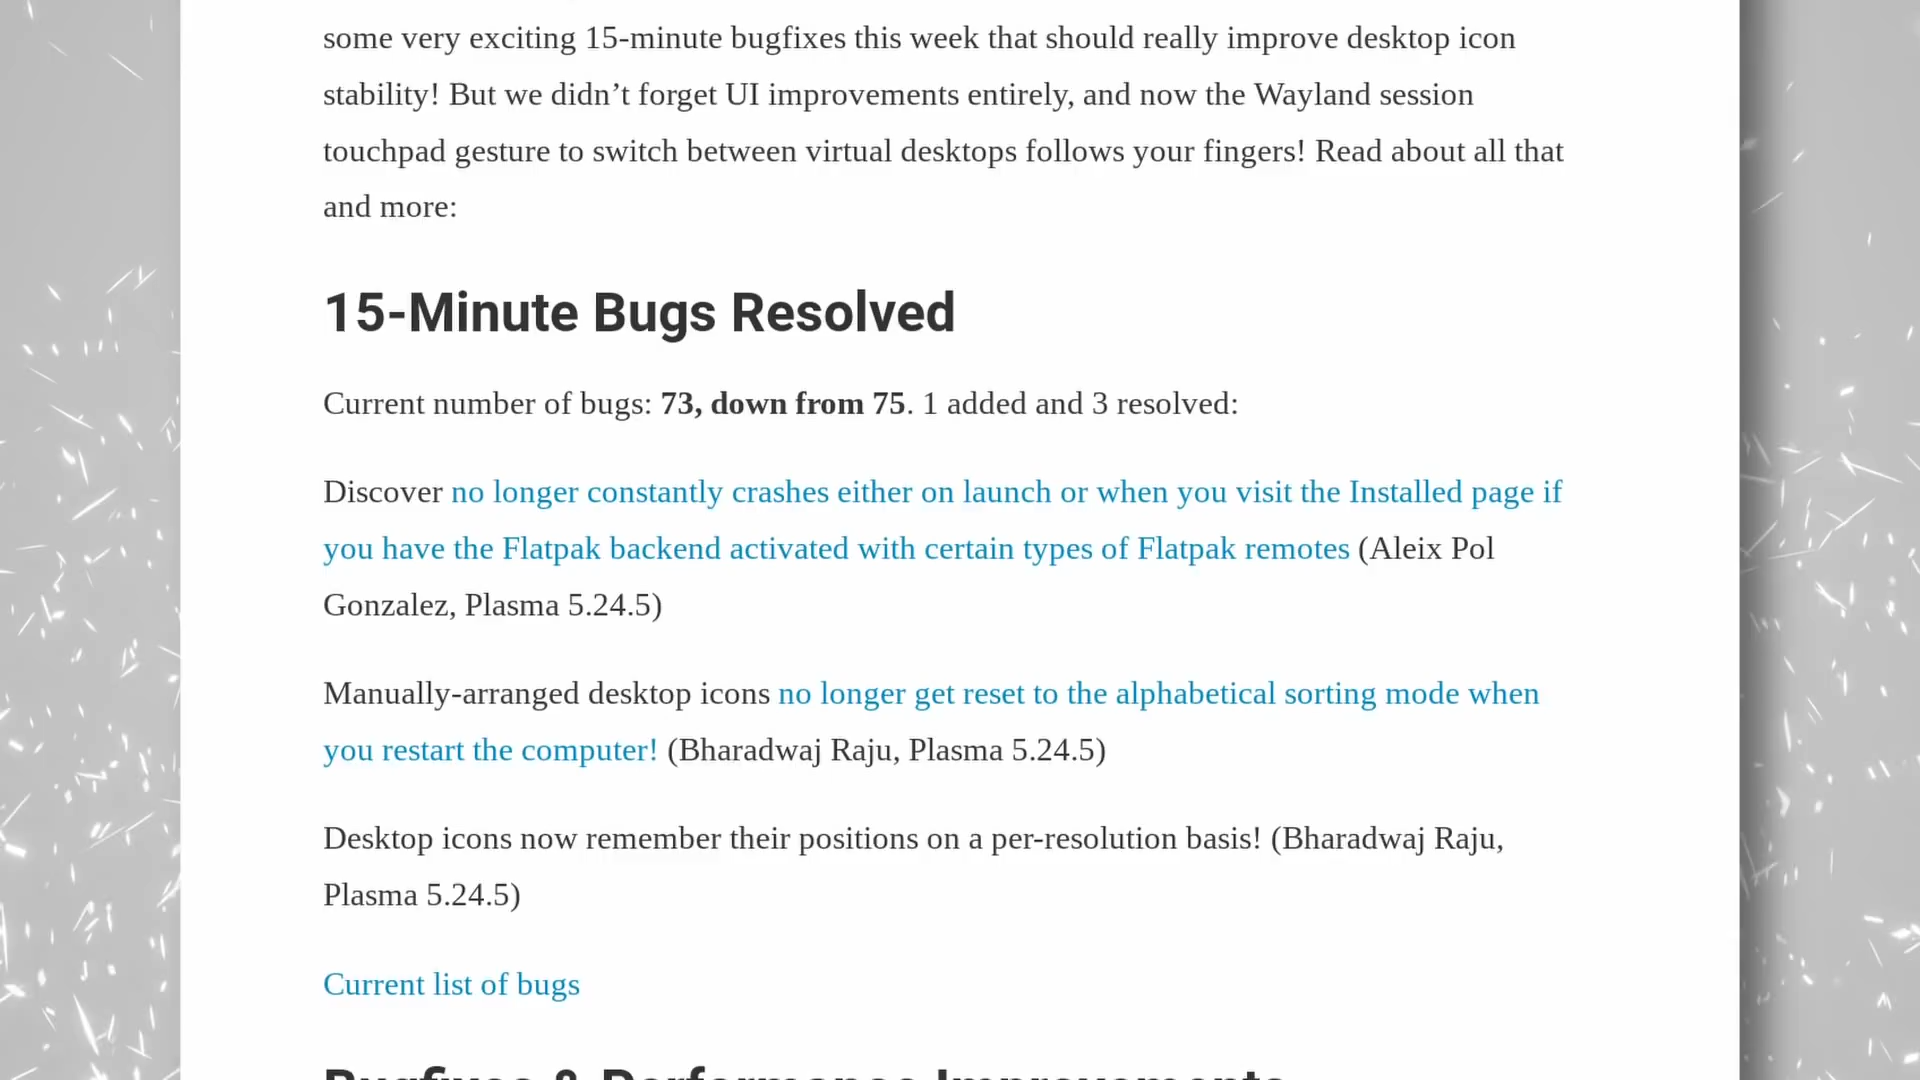 some very exciting 15-minute bugfixes this week that should really improve desktop icon
stability! But we didn’t forget UI improvements entirely, and now the Wayland session
touchpad gesture to switch between virtual desktops follows your fingers! Read about all that
and more:
15-Minute Bugs Resolved
Current number of bugs: 73, down from 75. 1 added and 3 resolved:
Discover no longer constantly crashes either on launch or when you visit the Installed page if
you have the Flatpak backend activated with certain types of Flatpak remotes (Aleix Pol
Gonzalez, Plasma 5.24.5)
Manually-arranged desktop icons no longer get reset to the alphabetical sorting mode when
you restart the computer! (Bharadwaj Raju, Plasma 5.24.5)
Desktop icons now remember their positions on a per-resolution basis! (Bharadwaj Raju,
Plasma 5.24.5)
Current list of bugs
Bugfixes & Performance Improvements